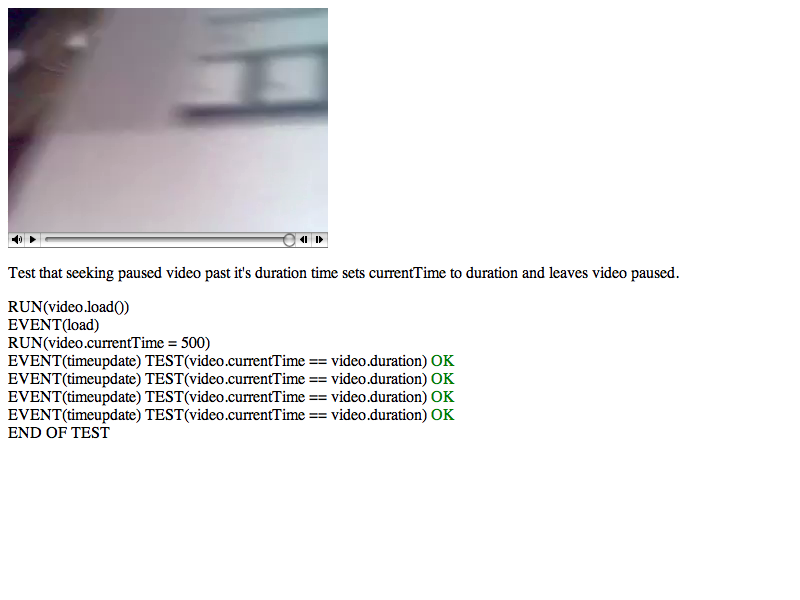 Test that seeking paused video past it's duration time sets currentTime to duration and leaves video paused.
RUN(video.load())
EVENT(load)
RUN(video.currentTime = 500)
EVENT(timeupdate) TEST(video.currentTime == video.duration) OK
EVENT(timeupdate) TEST(video.currentTime == video.duration) OK
EVENT(timeupdate) TEST(video.currentTime == video.duration) OK
EVENT(timeupdate) TEST(video.currentTime == video.duration) OK
END OF TEST